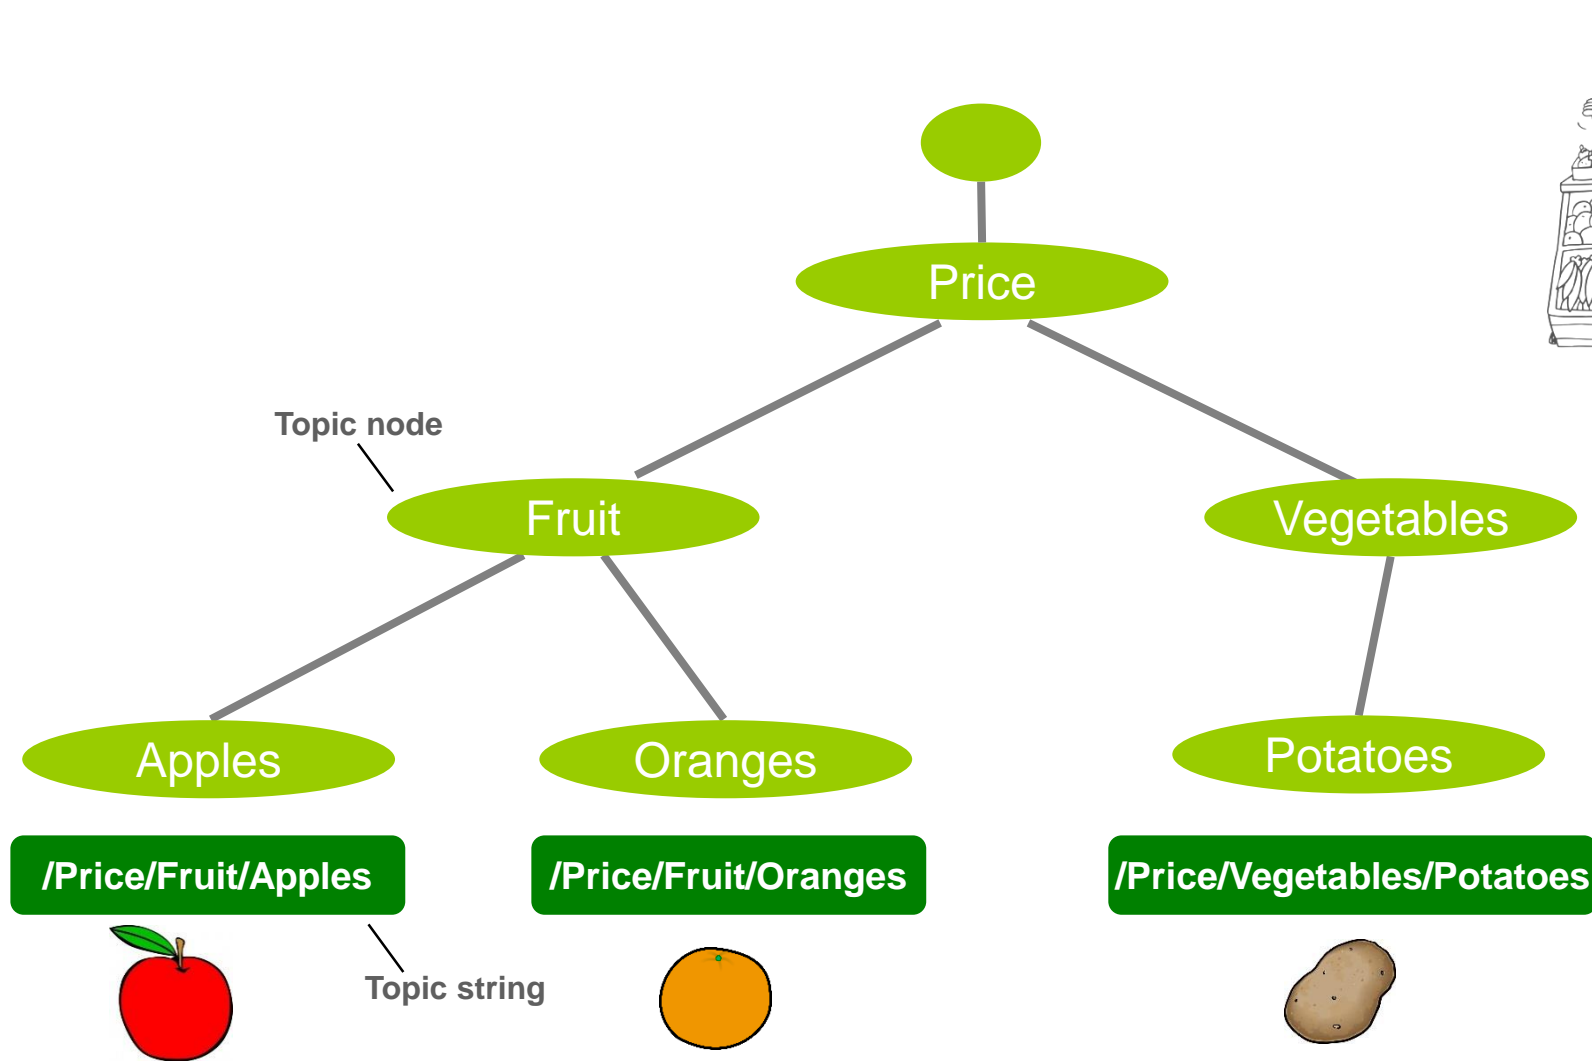 Price
Topic node
Fruit
Vegetables
Apples
Oranges
Potatoes
/Price/Fruit/Apples
/Price/Fruit/Oranges
/Price/Vegetables/Potatoes
Topic string